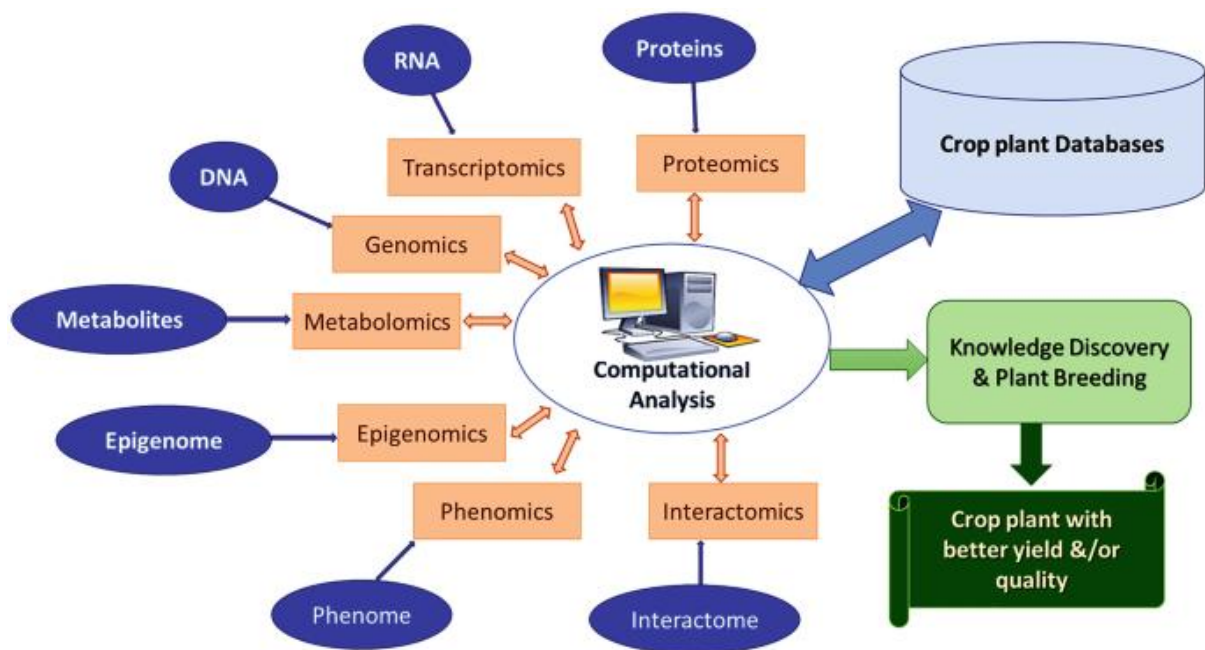 RNA
Proteins
Crop plant Databases
Transcriptomics
Proteomics
DNA
Genomics
Metabolites
Metabolomics
Computational
Analysis
Knowledge Discovery
& Plant Breeding
Epigenome
Epigenomics
Phenomics
Interactomics
Crop plant with
better yield &/or
quality
Phenome
Interactome